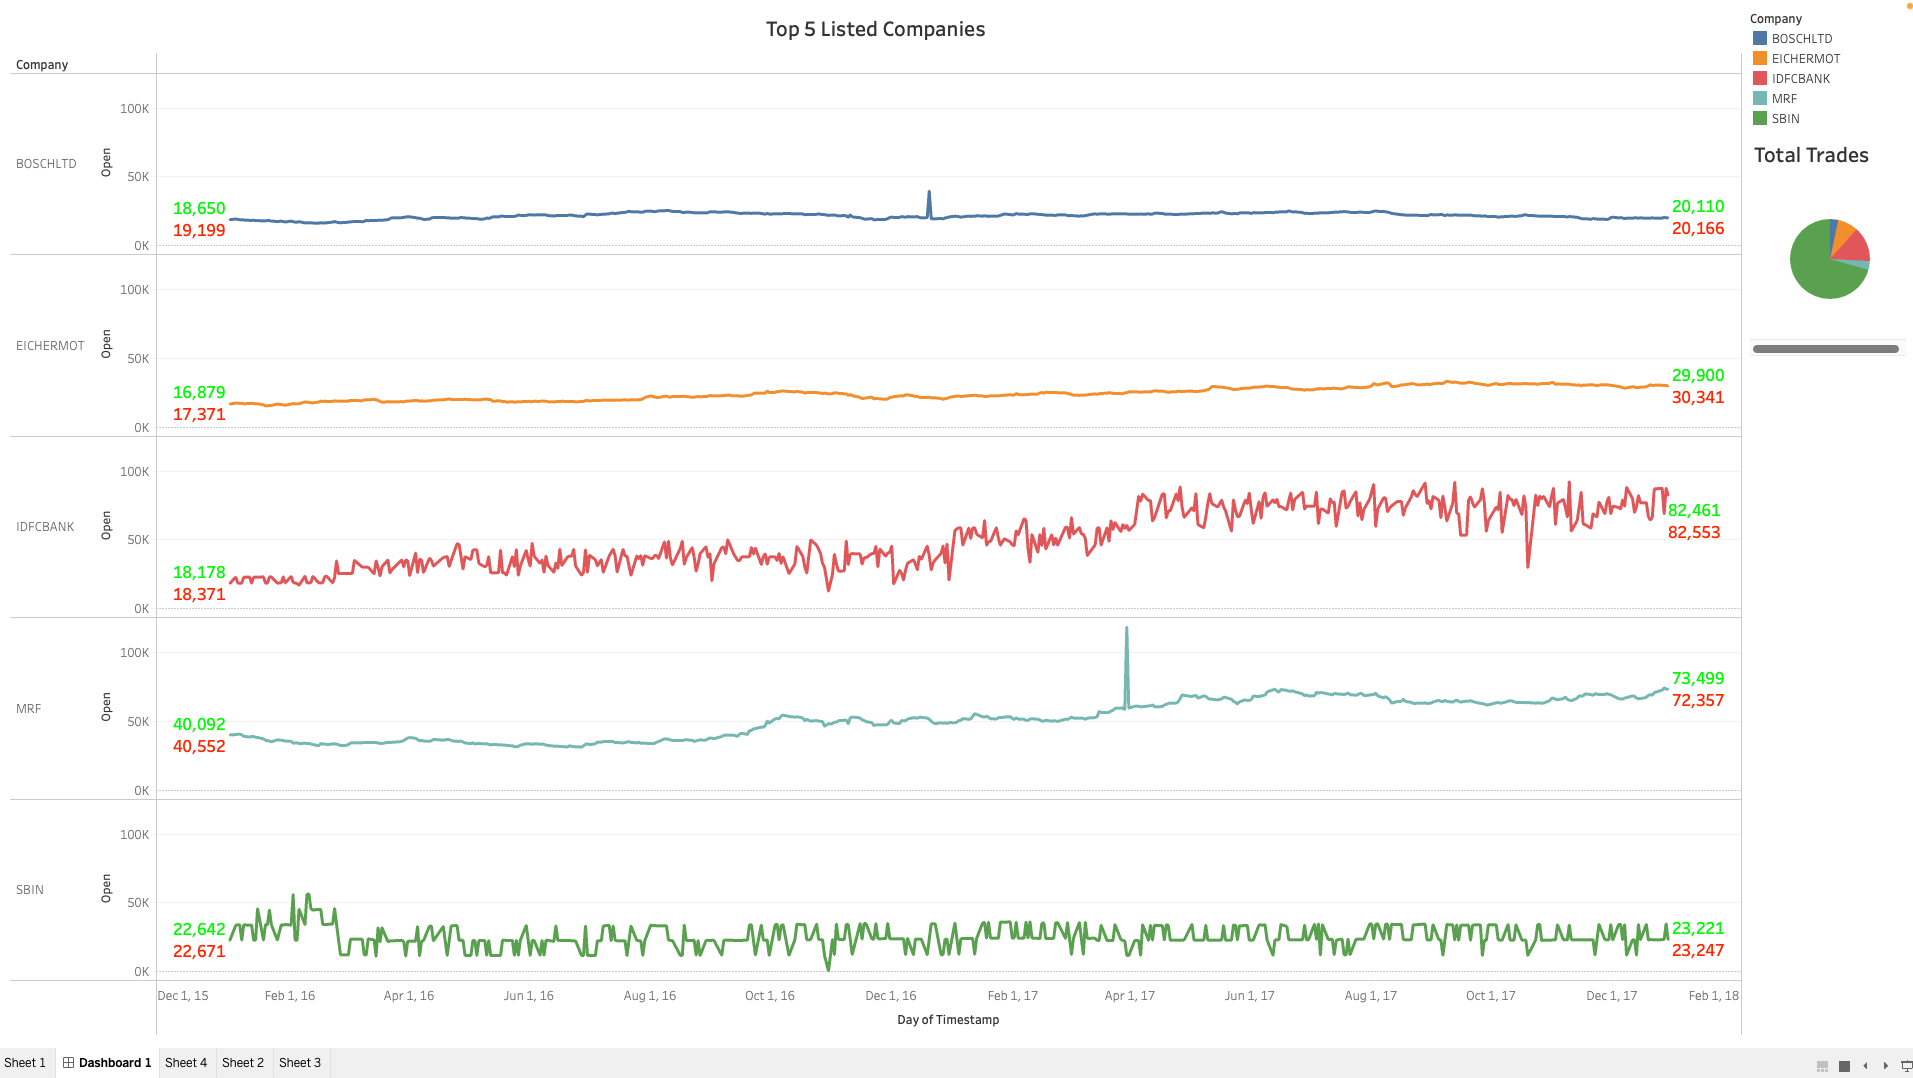 Top 5 Listed Companies
Company
BOSCHLTD
Open
100K
50K
0K
18,650
19,199
20,110
20,166
EICHERMOT
Open
100K
50K
0K
16,879
17,371
29,900
30,341
IDFCBANK
Open
100K
50K
0K
18,178
18,371
82,461
82,553
MRF
Open
100K
50K
0K
40,092
40,552
73,499
72,357
SBIN
Open
100K
50K
0K
22,642
22,671
23,221
23,247
Dec 1, 15 Feb 1, 16 Apr 1, 16 Jun 1, 16 Aug 1, 16 Oct 1, 16 Dec 1, 16 Feb 1, 17 Apr 1, 17 Jun 1, 17 Aug 1, 17 Oct 1, 17 Dec 1, 17 Feb 1, 18
Day of Timestamp
Company
BOSCHLTD
EICHERMOT
IDFCBANK
MRF
SBIN
Total Trades
Sheet 1 Dashboard 1 Sheet 4 Sheet 2 Sheet 3